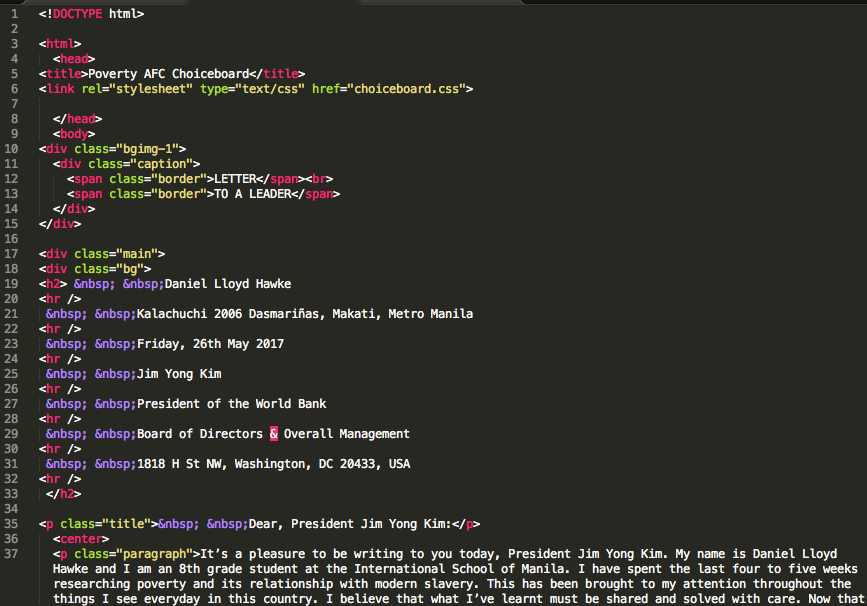 1 <!DOCTYPE html>
2
3 <html>
4 <head>
5 <title>Poverty AFC Choiceboard</title>
6 <link rel="stylesheet" type="text/css" href="choiceboard.css">
7
8 </head>
9 <body>
10 <div class="bgimg-1">
11 <div class="caption">
12 <span class="border">LETTER</span><br>
13 <span class="border">TO A LEADER</span>
14 </div>
15 </div>
16
17 <div class="main">
18 <div class="bg">
19 <h2> &nbsp; &nbsp;Daniel Lloyd Hawke
20 <hr />
21 &nbsp; &nbsp;Kalachuchi 2006 Dasmariñas, Makati, Metro Manila
22 <hr />
23 &nbsp; &nbsp;Friday, 26th May 2017
24 <hr />
25 &nbsp; &nbsp;Jim Yong Kim
26 <hr />
27 &nbsp; &nbsp;President of the World Bank
28 <hr />
29 &nbsp; &nbsp;Board of Directors & Overall Management
30 <hr />
31 &nbsp; &nbsp;1818 H St NW, Washington, DC 20433, USA
32 <hr />
33 </h2>
34
35 <p class="title">&nbsp; &nbsp;Dear, President Jim Yong Kim:</p>
36 <center>
37 <p class="paragraph">It’s a pleasure to be writing to you today, President Jim Yong Kim. My name is Daniel Lloyd
Hawke and I am an 8th grade student at the International School of Manila. I have spent the last four to five weeks
researching poverty and its relationship with modern slavery. This has been brought to my attention throughout the
things I see everyday in this country. I believe that what I’ve learnt must be shared and solved with care. Now that